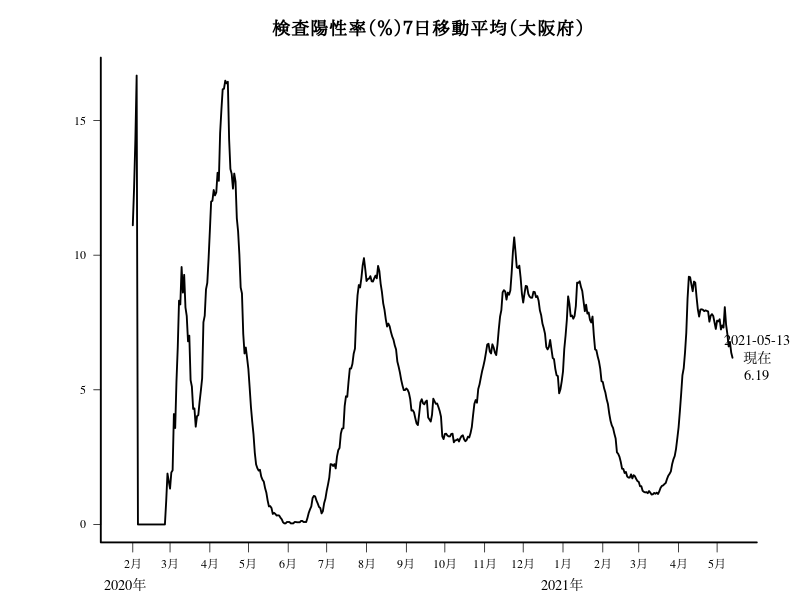 検査陽性率(%)7日移動平均(大阪府)
15
10
5
0
2021-05-13
現在
6.19
2月 3月 4月 5月 6月 7月 8月 9月 10月 11月 12月 1月 2月 3月 4月 5月
2020年 2021年